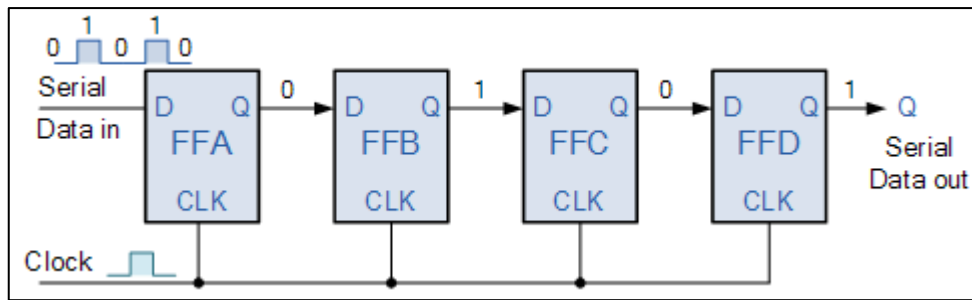 1 1
0 0 0
Serial
Data in
D Q 0 D Q 1 D Q 0 D Q 1 Q
FFA FFB FFC FFD
Serial
Data out
CLK CLK CLK CLK
Clock